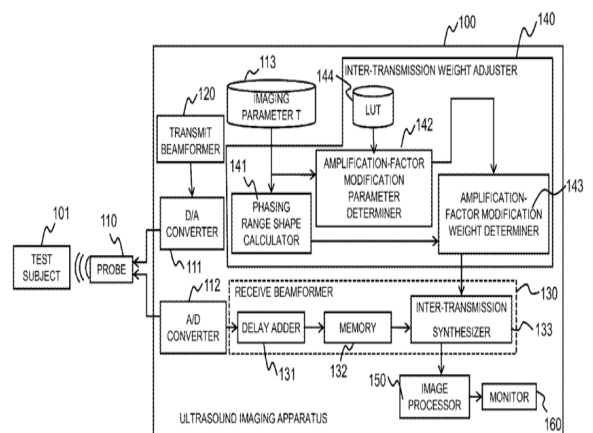 100
140
113
144
INTER-TRANSMISSION WEIGHT ADJUSTER
120
IMAGING
PARAMETER T
LUT
142
TRANSMIT
BEAMFORMER
141
AMPLIFICATION-FACTOR
MODIFICATION
PARAMETER
DETERMINER
AMPLIFICATION-
FACTOR MODIFICATION
WEIGHT DETERMINER
143
101
110
D/A
CONVERTER
PHASING
RANGE SHAPE
CALCULATOR
TEST
SUBJECT
PROBE
111
112
RECEIVE BEAMFORMER
130
A/D
CONVERTER
DELAY ADDER
MEMORY
INTER-TRANSMISSION
SYNTHESIZER
133
131
132
150
IMAGE
PROCESSOR
MONITOR
160
ULTRASOUND IMAGING APPARATUS